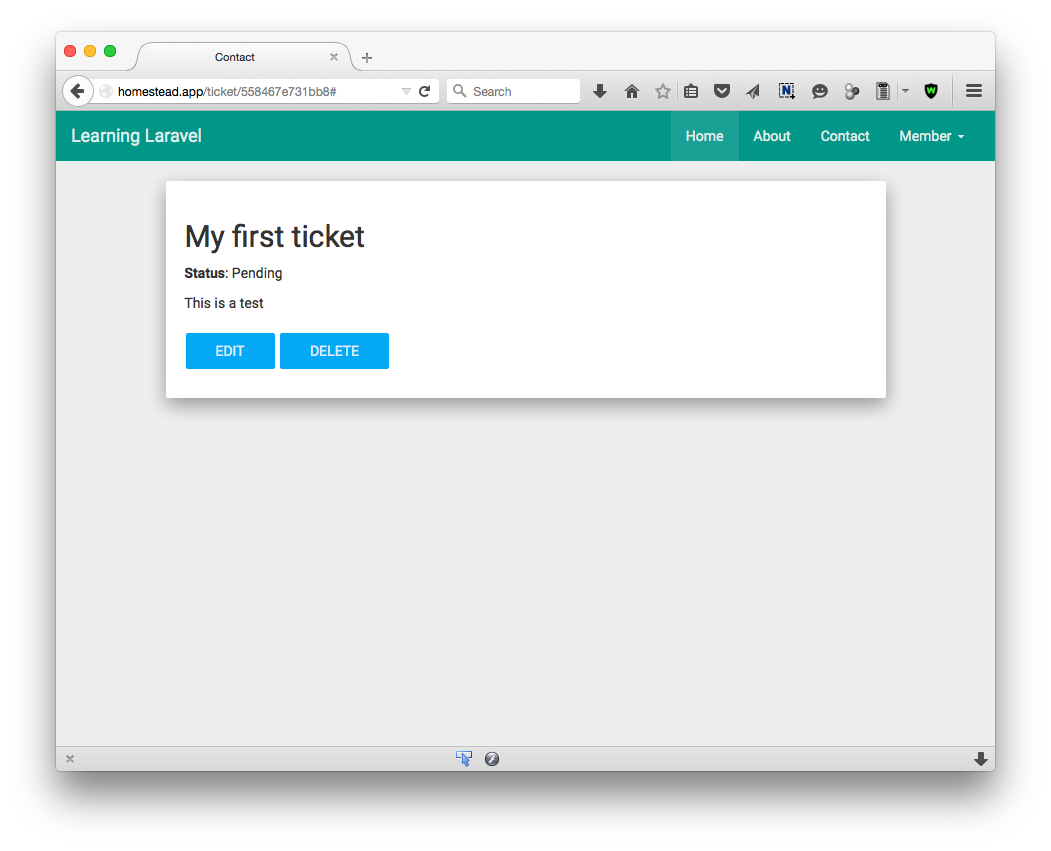 Contact
homestead.app/ticket/558467e731bb8#
Search
N
W
Learning Laravel
Home
About
Contact
Member
My first ticket
Status: Pending
This is a test
EDIT
DELETE